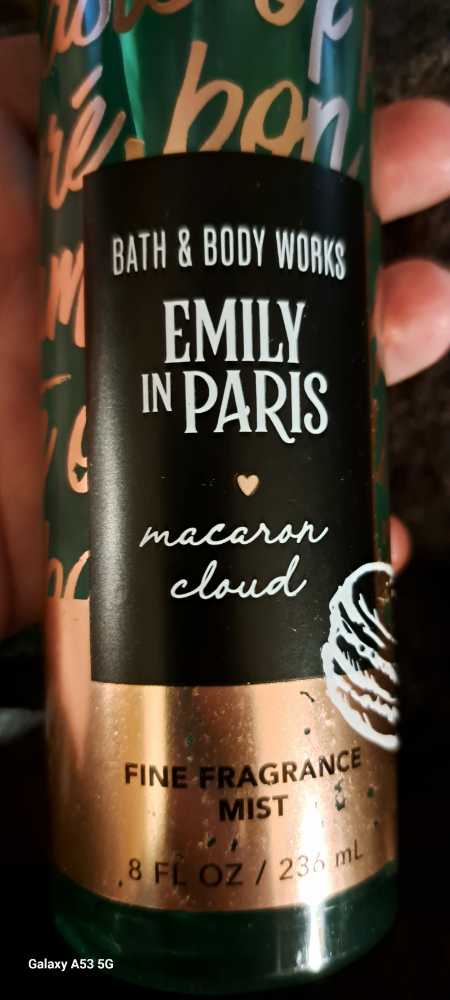 bon
BATH & BODY WORKS
EMILY
IN PARIS
macaron
cloud
FINE FRAGRANCE
MIST
8 FL OZ / 236 mL
Galaxy A53 5G